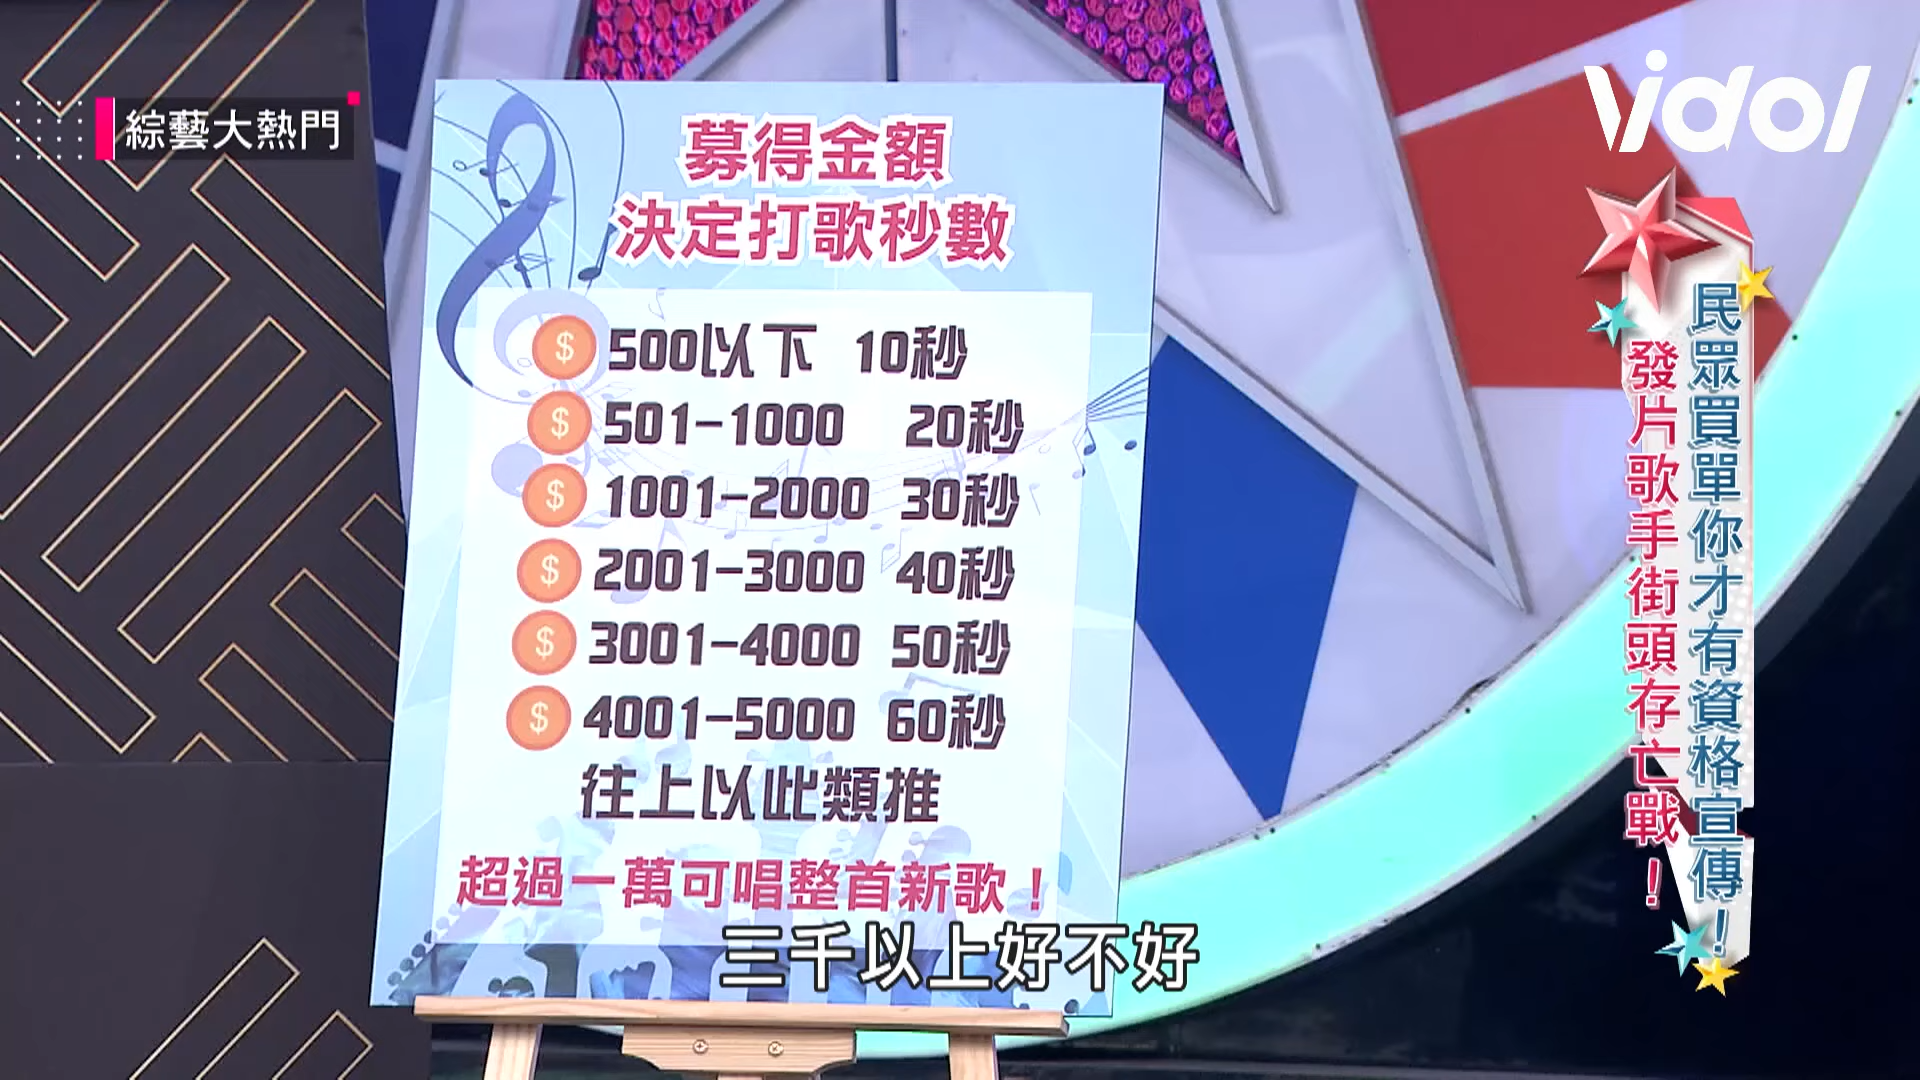 綜藝大熱門
Vidol
募得金額
決定打歌秒數
$ 500以下 10秒
$ 501-1000 20秒
$ 1001-2000 30秒
$ 2001-3000 40秒
$ 3001-4000 50秒
$ 4001-5000 60秒
往上以此類推
超過一萬可唱整首新歌！
民眾買單你才有資格宣傳！
發片歌手街頭存亡戰！
三千以上好不好